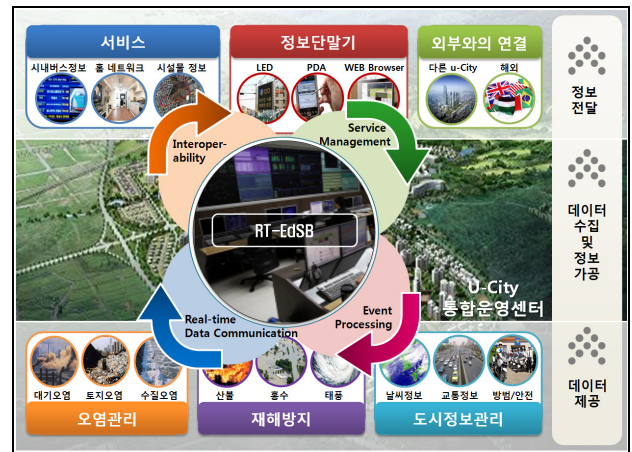 서비스
정보단말기
외부와의 연결
시내버스정보 홈 네트워크 시설물 정보
LED PDA WEB Browser
다른 u-City 해외
정보
전달
Interoper-
ability
Service
Management
RT-EdSB
데이터
수집
및
정보
가공
U-City
통합운영센터
Real-time
Data Communication
Event
Processing
대기오염 토지오염 수질오염
산불 홍수 태풍
날씨정보 교통정보 방범/안전
오염관리
재해방지
도시정보관리
데이터
제공